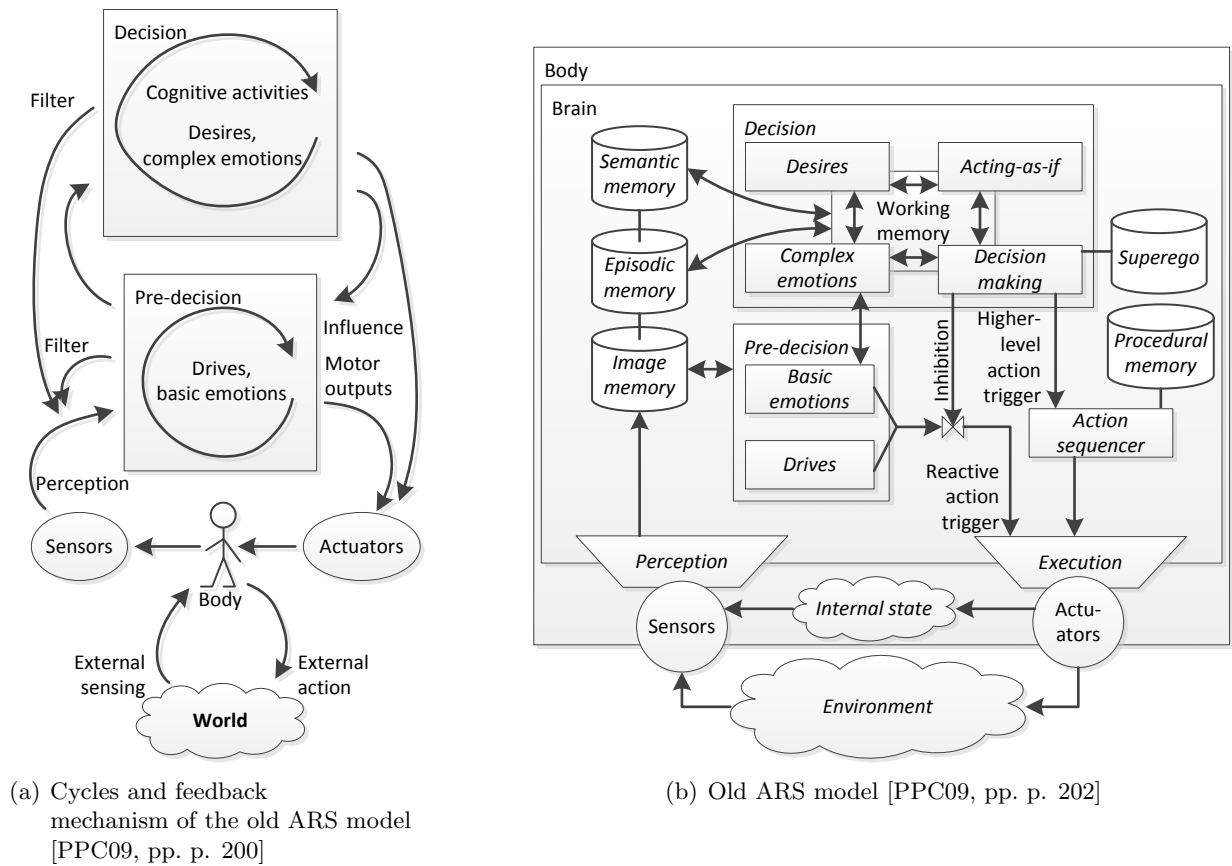 Decision
Filter
Cognitive activities
Desires,
complex emotions
Pre-decision
Influence
Filter
Motor
outputs
Drives,
basic emotions
Perception
Sensors
Actuators
Body
External
sensing
External
action
World
(a) Cycles and feedback
mechanism of the old ARS model
[PPC09, pp. p. 200]
Body
Brain
Decision
Semantic
memory
Desires
Acting-as-if
Working
memory
Episodic
memory
Complex
emotions
Decision
making
Superego
Image
memory
Pre-decision
Basic
emotions
Drives
Inhibition
Higher-
level
action
trigger
Procedural
memory
Action
sequencer
Reactive
action
trigger
Perception
Execution
Sensors
Internal state
Actu-
ators
Environment
(b) Old ARS model [PPC09, pp. p. 202]